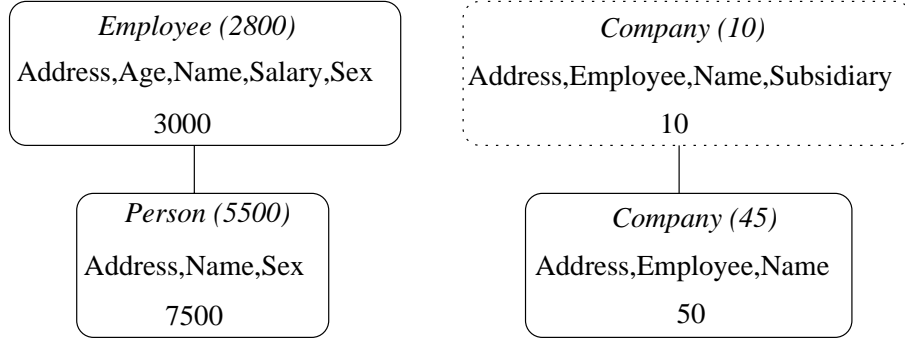 Employee (2800)
Address,Age,Name,Salary,Sex
3000
Company (10)
Address,Employee,Name,Subsidiary
10
Person (5500)
Address,Name,Sex
7500
Company (45)
Address,Employee,Name
50